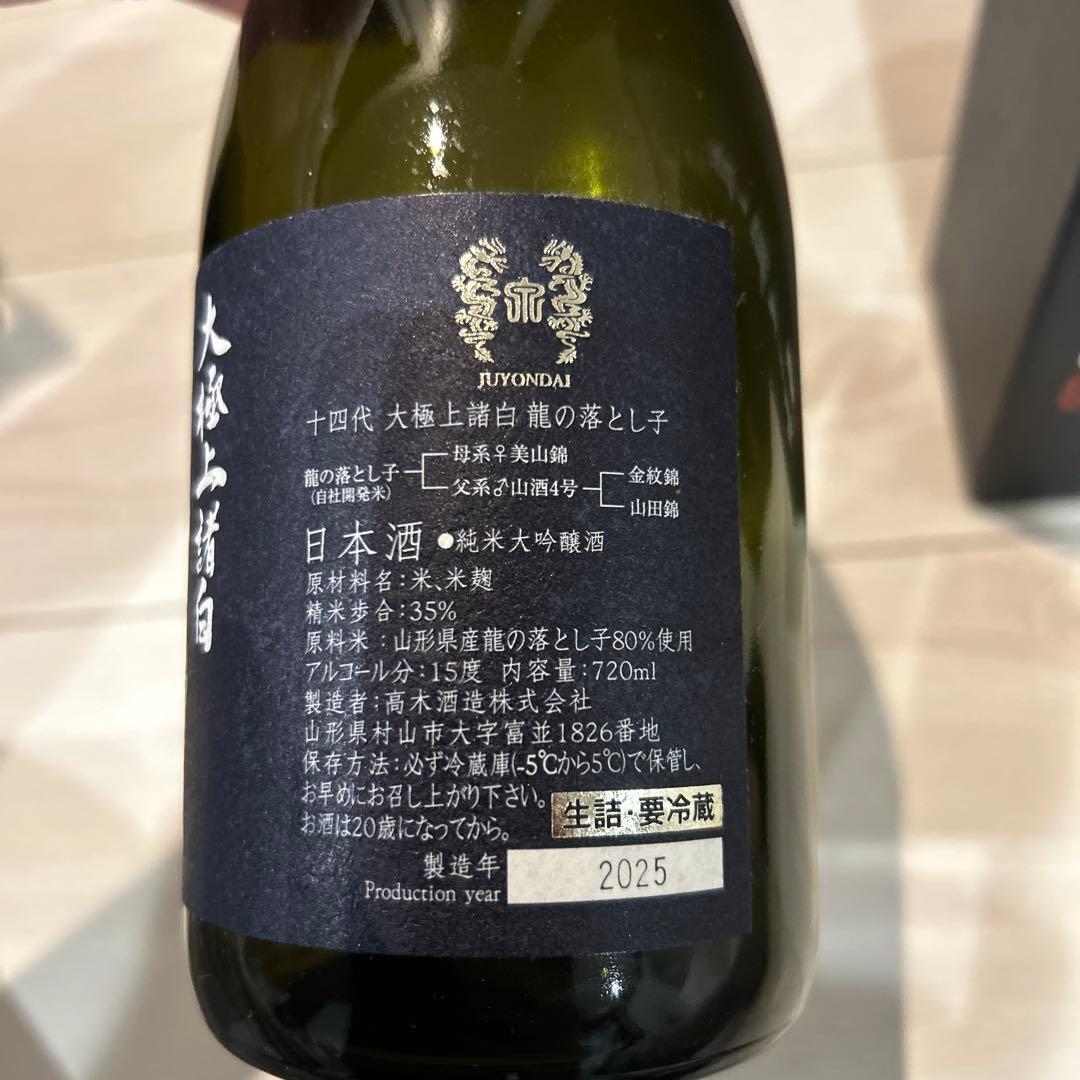 大極上諸白
JUYONDAI
十四代 大極上諸白 龍の落とし子
龍の落とし子
(自社開発米)
母系♀美山錦
父系♂山酒4号
金紋錦
山田錦
日本酒 ●純米大吟醸酒
原材料名:米、米麹
精米歩合:35%
原料米:山形県産龍の落とし子80%使用
アルコール分:15度 内容量:720ml
製造者:高木酒造株式会社
山形県村山市大字富並1826番地
保存方法:必ず冷蔵庫(-5℃から5℃)で保管し、
お早めにお召し上がり下さい。
お酒は20歳になってから。
生詰・要冷蔵
製造年
Production year
2025